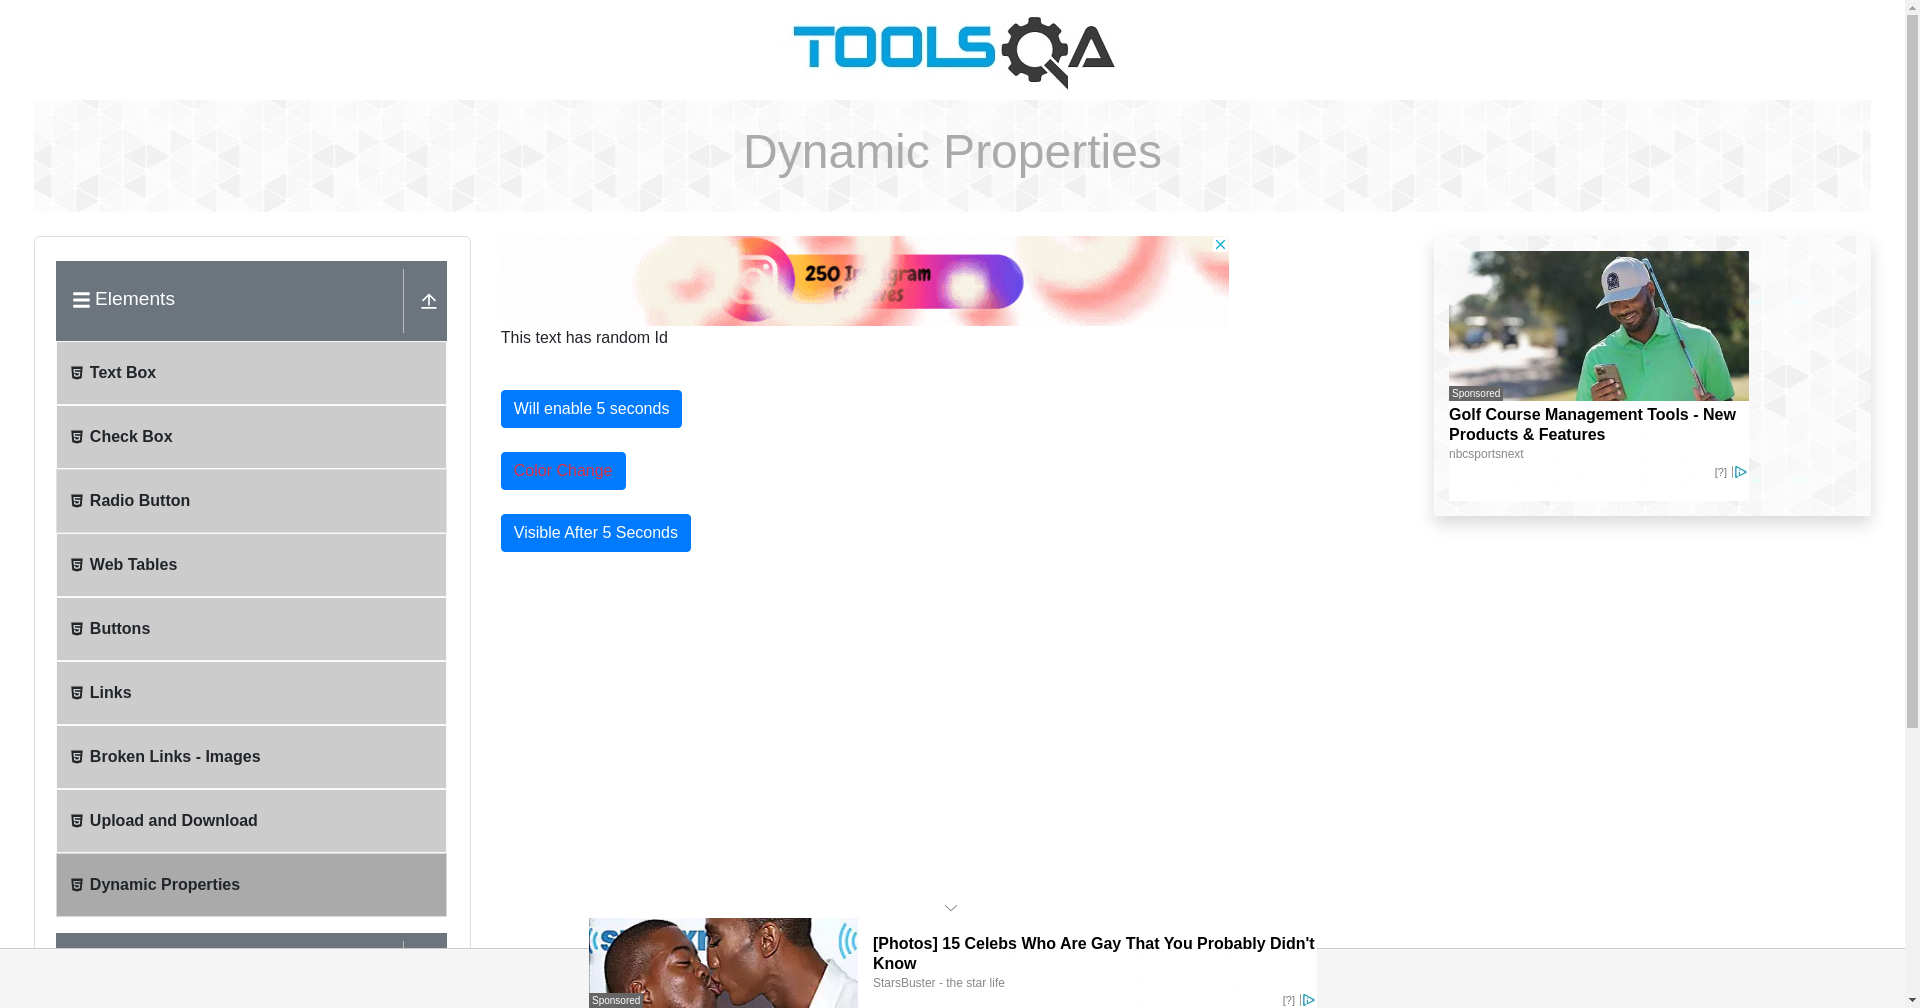 TOOLSQA
Dynamic Properties
Elements
Text Box
Check Box
Radio Button
Web Tables
Buttons
Links
Broken Links - Images
Upload and Download
Dynamic Properties
This text has random Id
Will enable 5 seconds
Color Change
Visible After 5 Seconds
Sponsored
Golf Course Management Tools - New
Products & Features
nbcsportsnext
[?]
[Photos] 15 Celebs Who Are Gay That You Probably Didn't
Know
StarsBuster - the star life
Sponsored
[?]